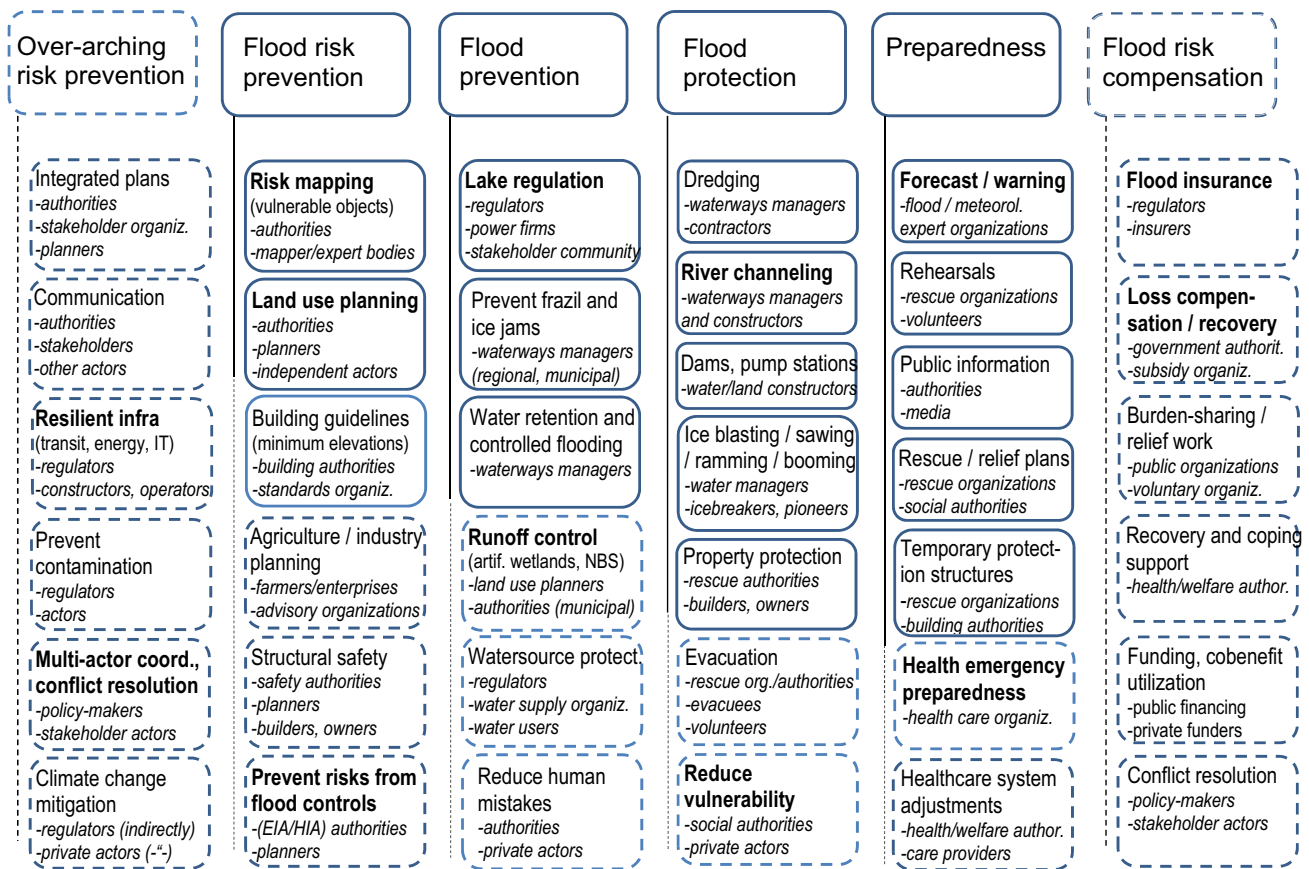 Over-arching
risk prevention
Integrated plans
-authorities
-stakeholder organiz.
-planners
Communication
-authorities
-stakeholders
-other actors
Resilient infra
(transit, energy, IT)
-regulators
-constructors, operators
Prevent
contamination
-regulators
-actors
Multi-actor coord.,
conflict resolution
-policy-makers
-stakeholder actors
Climate change
mitigation
-regulators (indirectly)
-private actors (-“-)
Flood risk
prevention
Risk mapping
(vulnerable objects)
-authorities
-mapper/expert bodies
Land use planning
-authorities
-planners
-independent actors
Building guidelines
(minimum elevations)
-building authorities
-standards organiz.
Agriculture / industry
planning
-farmers/enterprises
-advisory organizations
Structural safety
-safety authorities
-planners
-builders, owners
Prevent risks from
flood controls
-(EIA/HIA) authorities
-planners
Flood
prevention
Lake regulation
-regulators
-power firms
-stakeholder community
Prevent frazil and
ice jams
-waterways managers
(regional, municipal)
Water retention and
controlled flooding
-waterways managers
Runoff control
(artif. wetlands, NBS)
-land use planners
-authorities (municipal)
Watersource protect.
-regulators
-water supply organiz.
-water users
Reduce human
mistakes
-authorities
-private actors
Flood
protection
Dredging
-waterways managers
-contractors
River channeling
-waterways managers
and constructors
Dams, pump stations
-water/land constructors
Ice blasting / sawing
/ ramming / booming
-water managers
-icebreakers, pioneers
Property protection
-rescue authorities
-builders, owners
Evacuation
-rescue org./authorities
-evacuees
-volunteers
Reduce
vulnerability
-social authorities
-private actors
Preparedness
Forecast / warning
-flood / meteorol.
expert organizations
Rehearsals
-rescue organizations
-volunteers
Public information
-authorities
-media
Rescue / relief plans
-rescue organizations
-social authorities
Temporary protect-
ion structures
-rescue organizations
-building authorities
Health emergency
preparedness
-health care organiz.
Healthcare system
adjustments
-health/welfare author.
-care providers
Flood risk
compensation
Flood insurance
-regulators
-insurers
Loss compen-
sation / recovery
-government authorit.
-subsidy organiz.
Burden-sharing /
relief work
-public organizations
-voluntary organiz.
Recovery and coping
support
-health/welfare author.
Funding, cobenefit
utilization
-public financing
-private funders
Conflict resolution
-policy-makers
-stakeholder actors